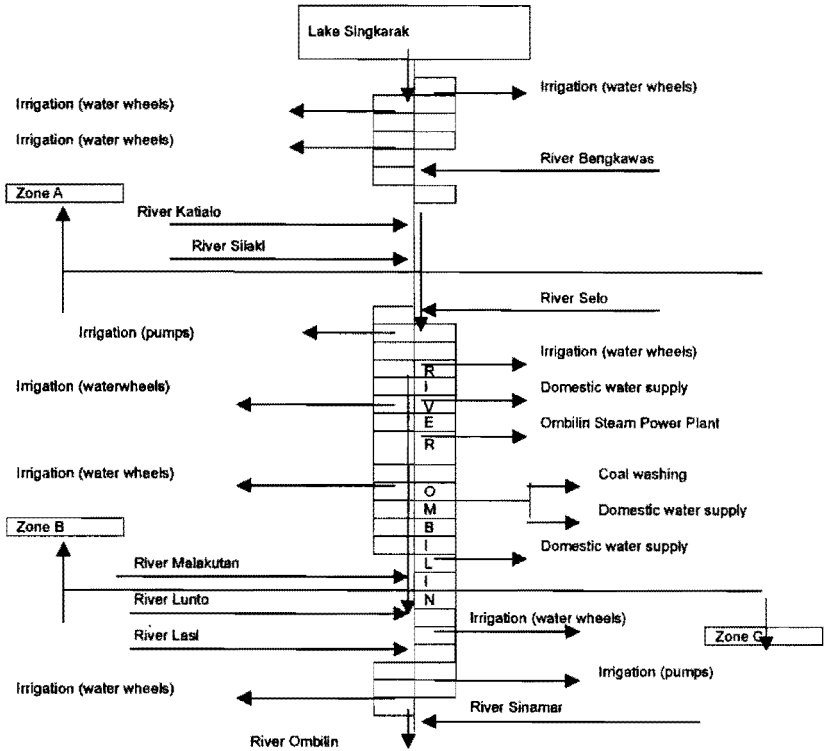 Lake Singkarak
Irrigation (water wheels)
Irrigation (water wheels)
Irrigation (water wheels)
River Bengkawas
Zone A
River Katialo
River Silaki
River Selo
Irrigation (pumps)
Irrigation (water wheels)
Irrigation (waterwheels)
Domestic water supply
Ombilin Steam Power Plant
RIVER OMBILIN
Irrigation (water wheels)
Coal washing
Domestic water supply
Zone B
Domestic water supply
River Malakutan
River Lunto
Irrigation (water wheels)
Zone C
River Lasi
Irrigation (pumps)
Irrigation (water wheels)
River Sinamar
River Ombilin